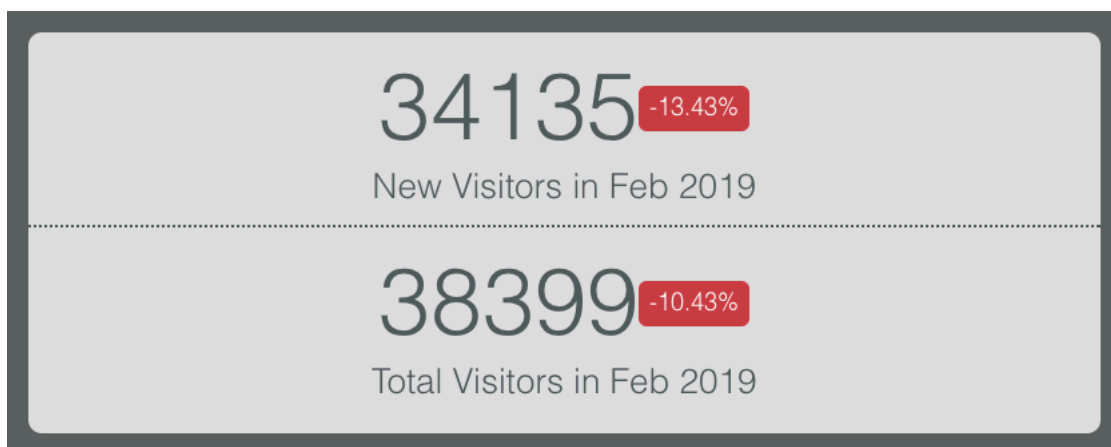 34135 -13.43%
New Visitors in Feb 2019
38399 -10.43%
Total Visitors in Feb 2019